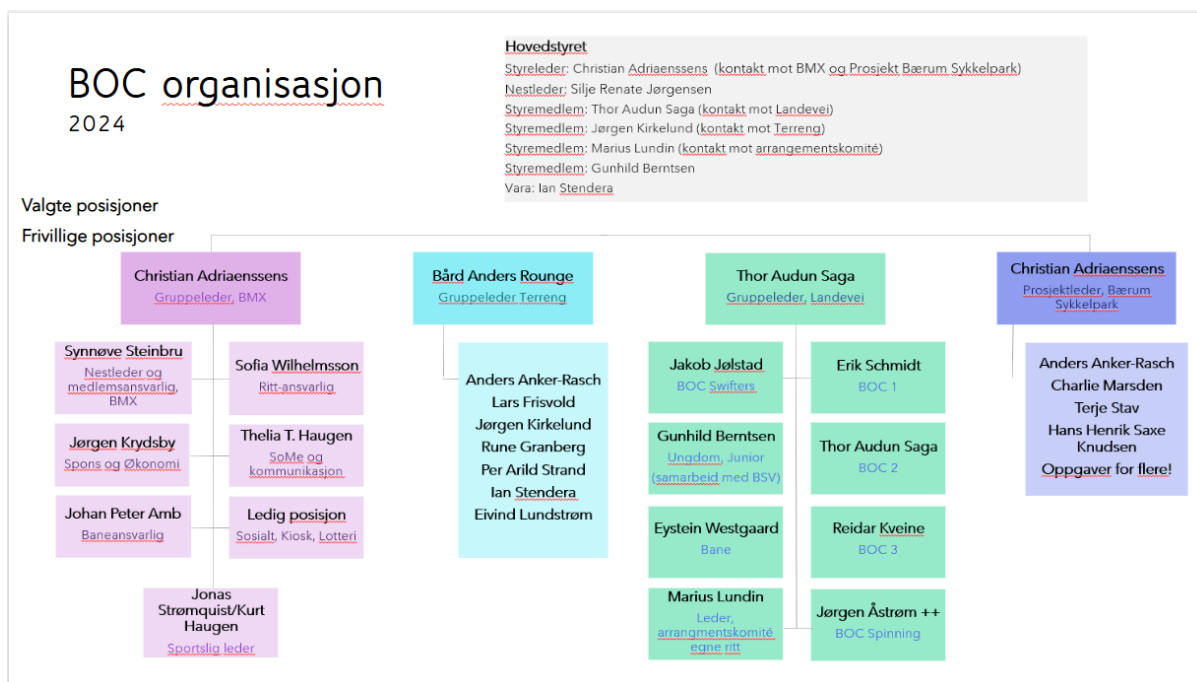 BOC organisasjon
2024
Hovedstyret
Styreleder: Christian Adriaenssens (kontakt mot BMX og Prosjekt Bærum Sykkelpark)
Nestleder: Silje Renate Jørgensen
Styremedlem: Thor Audun Saga (kontakt mot Landevei)
Styremedlem: Jørgen Kirkelund (kontakt mot Terreng)
Styremedlem: Marius Lundin (kontakt mot arrangementskomité)
Styremedlem: Gunhild Berntsen
Vara: Ian Stendera
Valgte posisjoner
Frivillige posisjoner
Christian Adriaenssens
Gruppeleder, BMX
Synnøve Steinbru
Nestleder og
medlemsansvarlig,
BMX
Sofia Wilhelmsson
Ritt-ansvarlig
Jørgen Krydsby
Spons og Økonomi
Thelia T. Haugen
SoMe og
kommunikasjon
Johan Peter Amb
Baneansvarlig
Ledig posisjon
Sosialt, Kiosk, Lotteri
Jonas
Strømquist/Kurt
Haugen
Sportslig leder
Bård Anders Rounge
Gruppeleder Terreng
Anders Anker-Rasch
Lars Frisvold
Jørgen Kirkelund
Rune Granberg
Per Arild Strand
Ian Stendera
Eivind Lundstrøm
Thor Audun Saga
Gruppeleder, Landevei
Jakob Jølstad
BOC Swifters
Erik Schmidt
BOC 1
Gunhild Berntsen
Ungdom, Junior
(samarbeid med BSV)
Thor Audun Saga
BOC 2
Eystein Westgaard
Bane
Reidar Kveine
BOC 3
Marius Lundin
Leder,
arrangmentskomité
egne ritt
Jørgen Åstrøm ++
BOC Spinning
Christian Adriaenssens
Prosjektleder, Bærum
Sykkelpark
Anders Anker-Rasch
Charlie Marsden
Terje Stav
Hans Henrik Saxe
Knudsen
Oppgaver for flere!